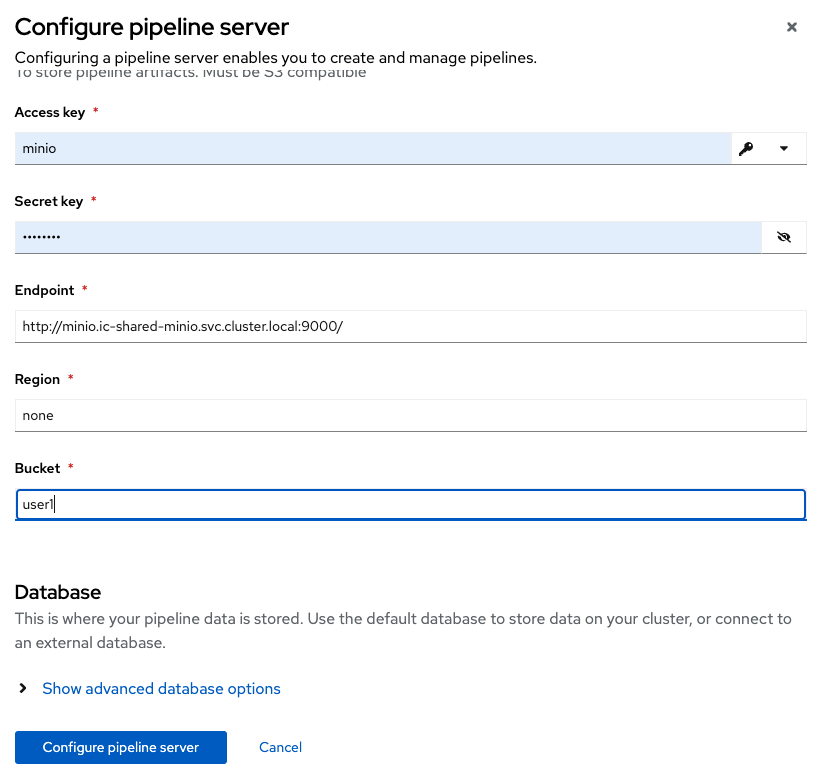 Configure pipeline server
Configuring a pipeline server enables you to create and manage pipelines.
To store pipeline artifacts. Must be S3 compatible
Access key *
minio
Secret key *
••••••••
Endpoint *
http://minio.ic-shared-minio.svc.cluster.local:9000/
Region *
none
Bucket *
user1
Database
This is where your pipeline data is stored. Use the default database to store data on your cluster, or connect to
an external database.
Show advanced database options
Configure pipeline server Cancel